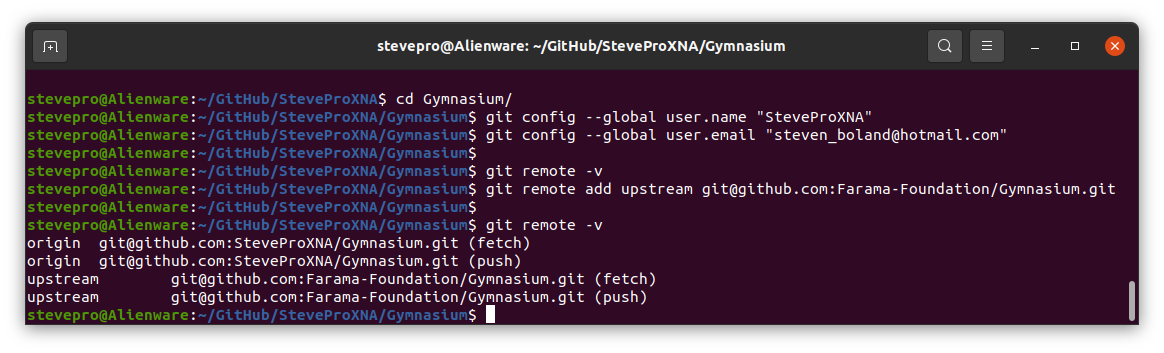 stevepro@Alienware: ~/GitHub/SteveProXNA/Gymnasium
stevepro@Alienware:~/GitHub/SteveProXNA$ cd Gymnasium/
stevepro@Alienware:~/GitHub/SteveProXNA/Gymnasium$ git config --global user.name "SteveProXNA"
stevepro@Alienware:~/GitHub/SteveProXNA/Gymnasium$ git config --global user.email "steven_boland@hotmail.com"
stevepro@Alienware:~/GitHub/SteveProXNA/Gymnasium$
stevepro@Alienware:~/GitHub/SteveProXNA/Gymnasium$ git remote -v
stevepro@Alienware:~/GitHub/SteveProXNA/Gymnasium$ git remote add upstream git@github.com:Farama-Foundation/Gymnasium.git
stevepro@Alienware:~/GitHub/SteveProXNA/Gymnasium$
stevepro@Alienware:~/GitHub/SteveProXNA/Gymnasium$ git remote -v
origin  git@github.com:SteveProXNA/Gymnasium.git (fetch)
origin  git@github.com:SteveProXNA/Gymnasium.git (push)
upstream        git@github.com:Farama-Foundation/Gymnasium.git (fetch)
upstream        git@github.com:Farama-Foundation/Gymnasium.git (push)
stevepro@Alienware:~/GitHub/SteveProXNA/Gymnasium$